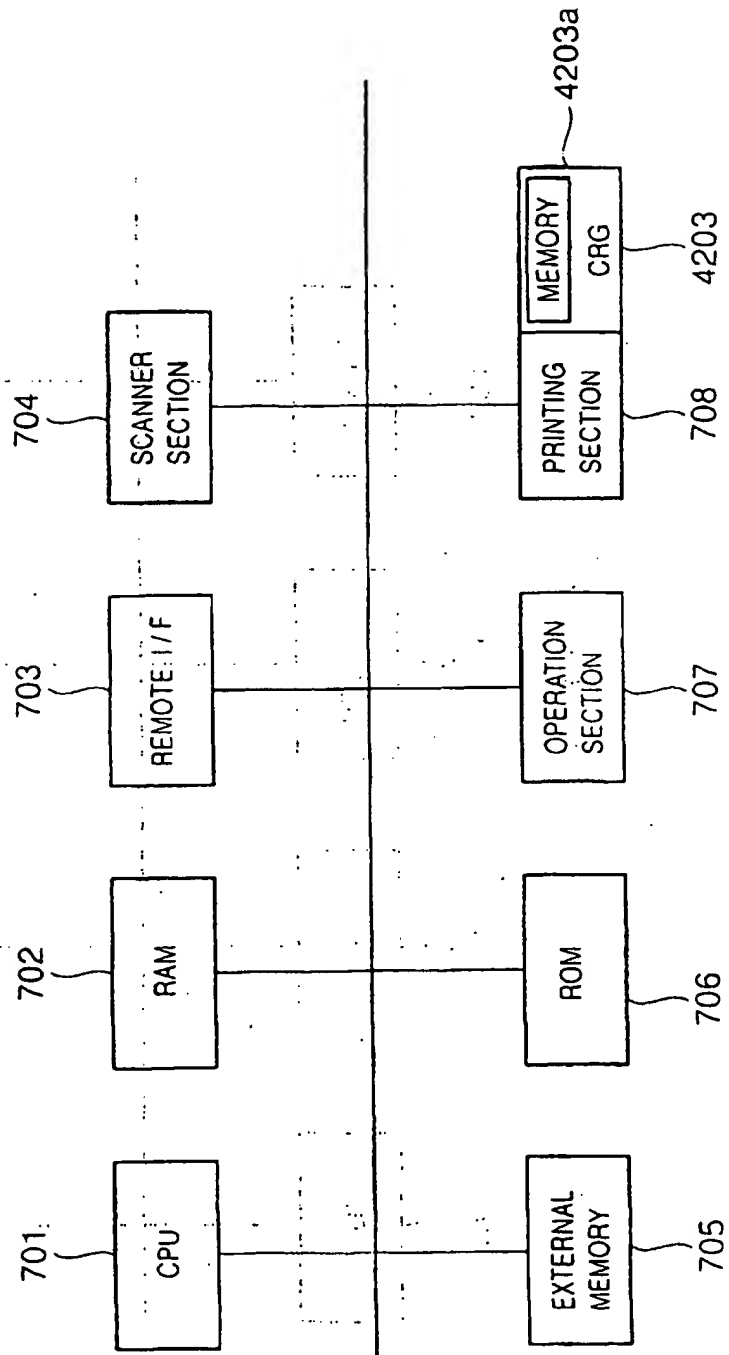 701
CPU
702
RAM
703
REMOTE I/F
704
SCANNER
SECTION
EXTERNAL
MEMORY
705
ROM
706
OPERATION
SECTION
707
PRINTING
SECTION
708
MEMORY
CRG
4203
4203a